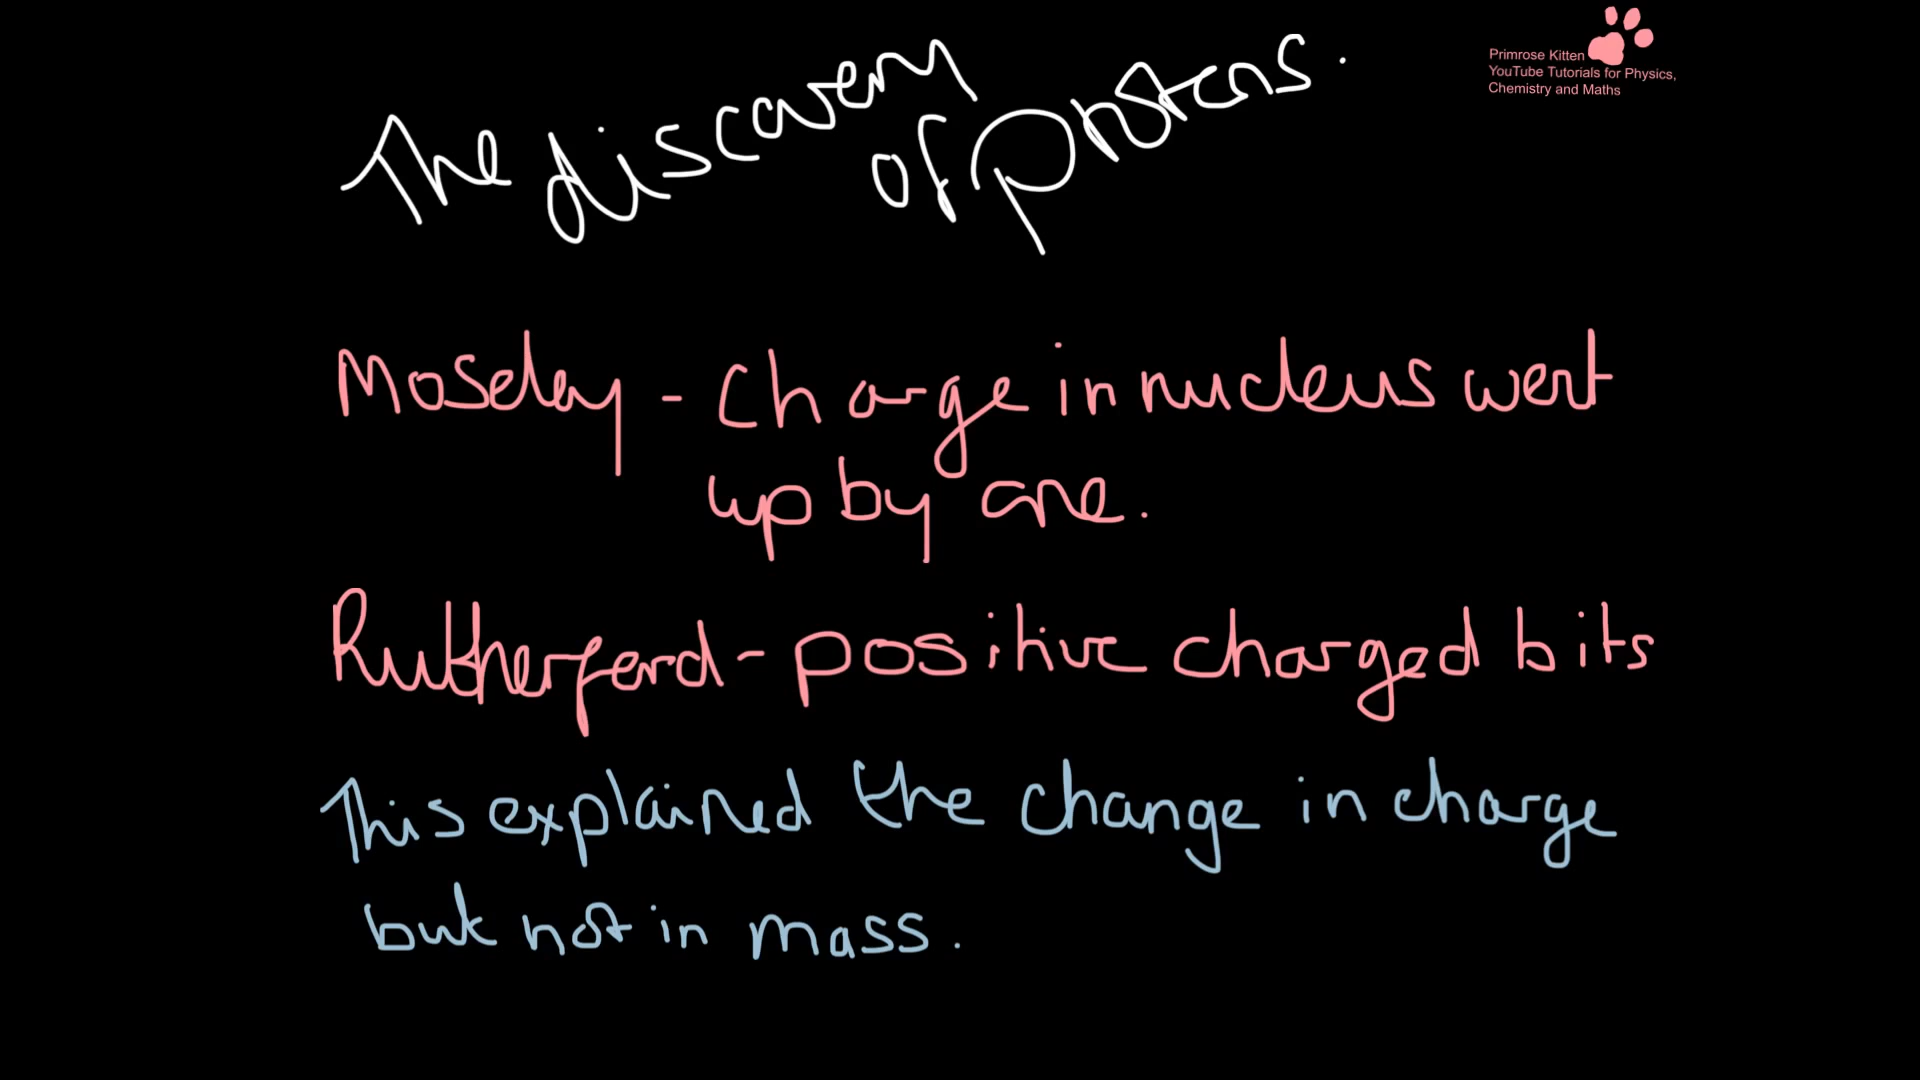 The discovery
of protons.
Primrose Kitten
YouTube Tutorials for Physics,
Chemistry and Maths
Moseley - Charge in nucleus went
up by one.
Rutherford - positive charged bits
This explained the change in charge
but not in mass.